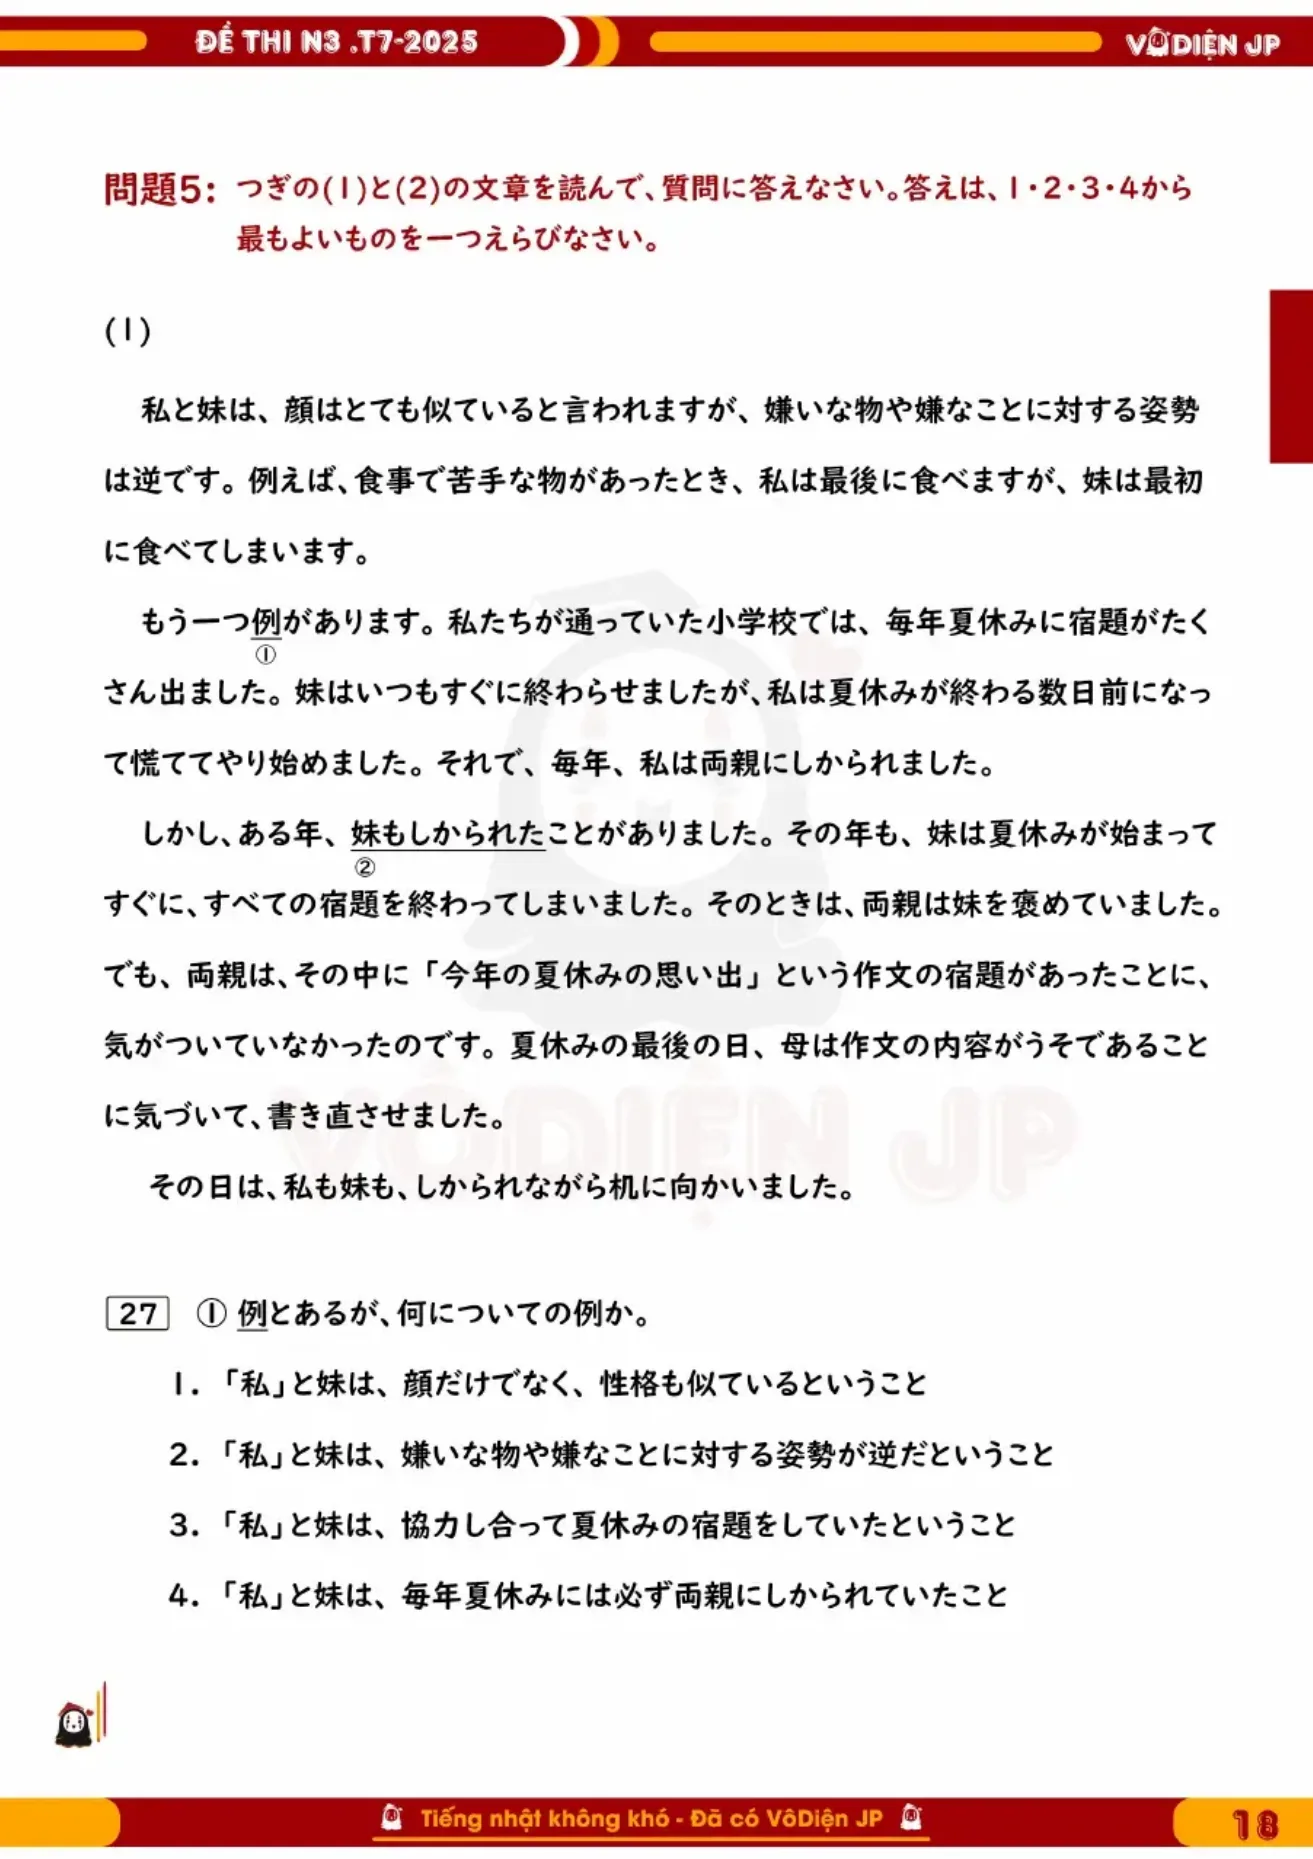 ĐỀ THI N3 .T7-2025
VÔDIỆN JP
問題5: つぎの(1)と(2)の文章を読んで、質問に答えなさい。答えは、1・2・3・4から
最もよいものを一つえらびなさい。
(1)
私と妹は、顔はとても似ていると言われますが、嫌いな物や嫌なことに対する姿勢
は逆です。例えば、食事で苦手な物があったとき、私は最後に食べますが、妹は最初
に食べてしまいます。
もう一つ例があります。私たちが通っていた小学校では、毎年夏休みに宿題がたく
①
さん出ました。妹はいつもすぐに終わらせましたが、私は夏休みが終わる数日前になっ
て慌ててやり始めました。それで、毎年、私は両親にしかられました。
しかし、ある年、妹もしかられたことがありました。その年も、妹は夏休みが始まって
②
すぐに、すべての宿題を終わってしまいました。そのときは、両親は妹を褒めていました。
でも、両親は、その中に「今年の夏休みの思い出」という作文の宿題があったことに、
気がついていなかったのです。夏休みの最後の日、母は作文の内容がうそであること
に気づいて、書き直させました。
VÔDIỆN JP
その日は、私も妹も、しかられながら机に向かいました。
27 ① 例とあるが、何についての例か。
1. 「私」と妹は、顔だけでなく、性格も似ているということ
2. 「私」と妹は、嫌いな物や嫌なことに対する姿勢が逆だということ
3. 「私」と妹は、協力し合って夏休みの宿題をしていたということ
4. 「私」と妹は、毎年夏休みには必ず両親にしかられていたこと
Tiếng nhật không khó - Đã có VôDiện JP
18